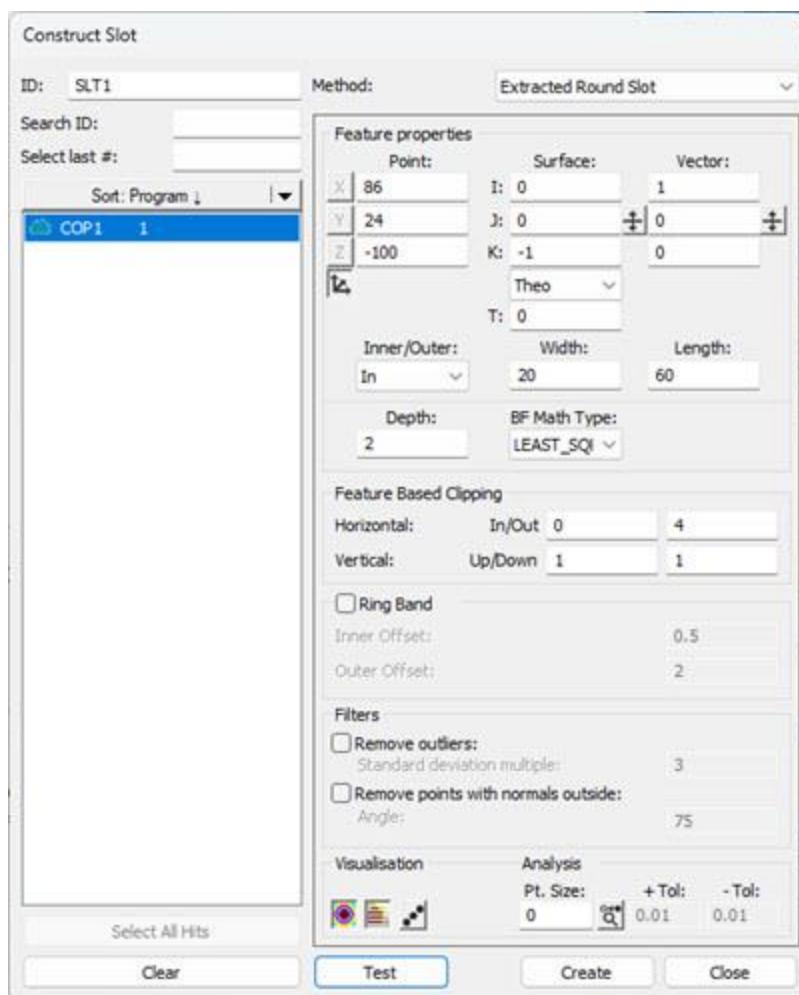 Construct Slot
ID: SLT1 Method: Extracted Round Slot
Search ID:
Select last #:
Sort: Program ↓
COP1 1
Select All Hits
Clear
Feature properties
Point: Surface: Vector:
X 86 I: 0 1
Y 24 J: 0 0
Z -100 K: -1 0
Theo
T: 0
Inner/Outer: Width: Length:
In 20 60
Depth: BF Math Type:
2 LEAST_SQI
Feature Based Clipping
Horizontal: In/Out 0 4
Vertical: Up/Down 1 1
Ring Band
Inner Offset: 0.5
Outer Offset: 2
Filters
Remove outliers:
Standard deviation multiple: 3
Remove points with normals outside:
Angle: 75
Visualisation Analysis
Pt. Size: + Tol: - Tol:
0 0.01 0.01
Test Create Close